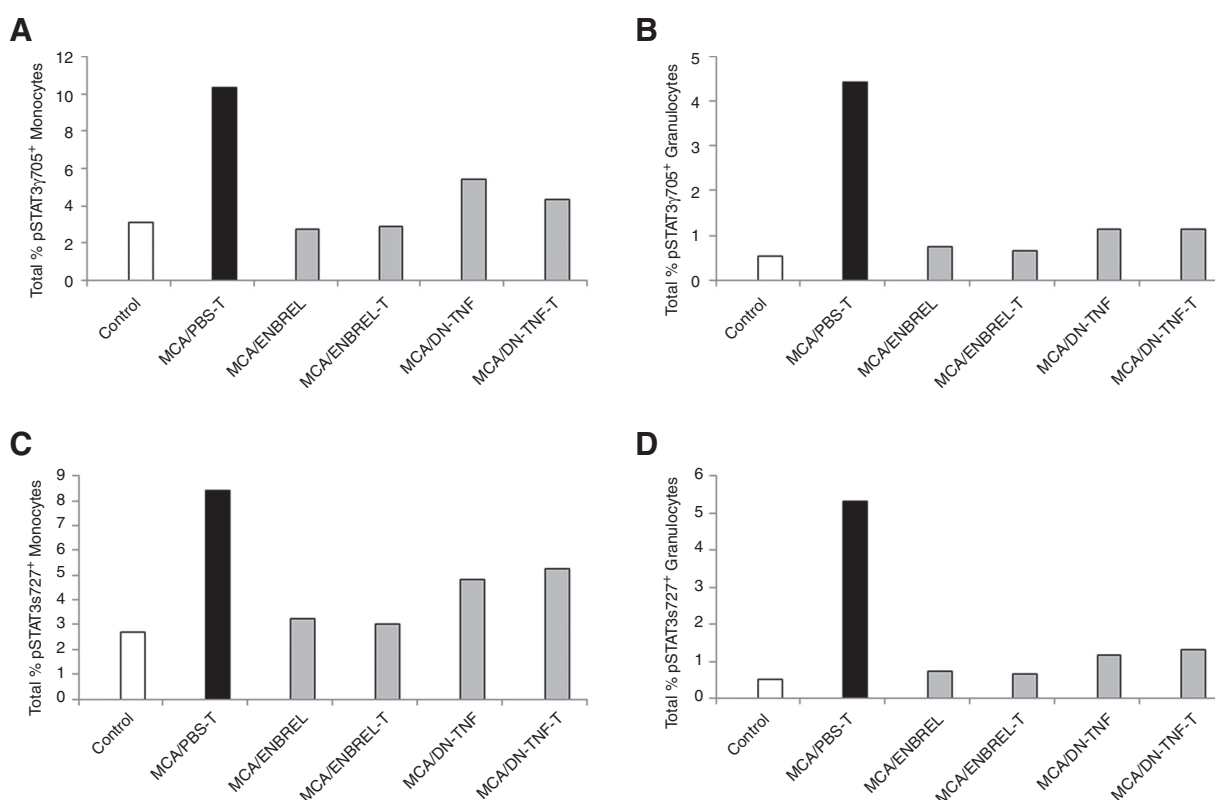 A
Total % pSTAT3γ705⁺ Monocytes
12
10
8
6
4
2
0
Control
MCA/PBS-T
MCA/ENBREL
MCA/ENBREL-T
MCA/DN-TNF
MCA/DN-TNF-T
B
Total % pSTAT3γ705⁺ Granulocytes
5
4
3
2
1
0
Control
MCA/PBS-T
MCA/ENBREL
MCA/ENBREL-T
MCA/DN-TNF
MCA/DN-TNF-T
C
Total % pSTAT3s727⁺ Monocytes
9
8
7
6
5
4
3
2
1
0
Control
MCA/PBS-T
MCA/ENBREL
MCA/ENBREL-T
MCA/DN-TNF
MCA/DN-TNF-T
D
Total % pSTAT3s727⁺ Granulocytes
6
5
4
3
2
1
0
Control
MCA/PBS-T
MCA/ENBREL
MCA/ENBREL-T
MCA/DN-TNF
MCA/DN-TNF-T